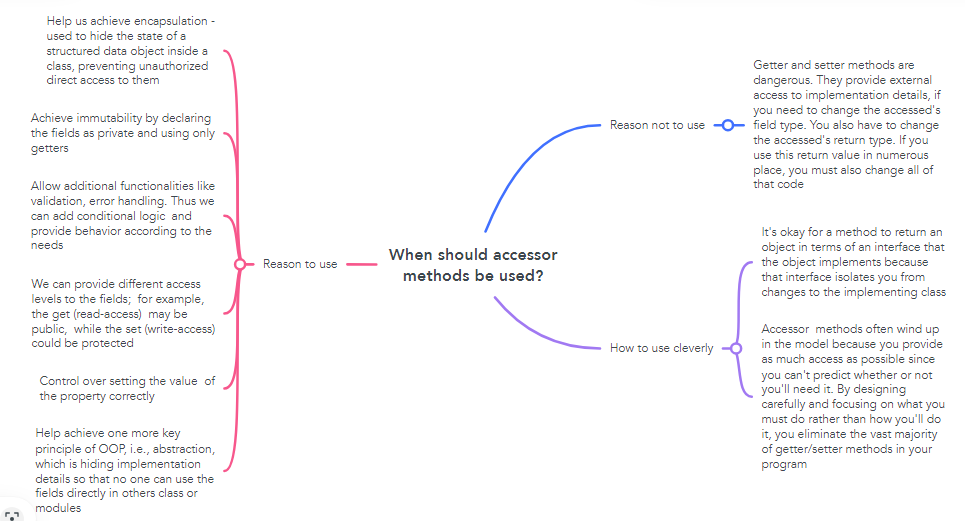 Help us achieve encapsulation -
used to hide the state of a
structured data object inside a
class, preventing unauthorized
direct access to them
Achieve immutability by declaring
the fields as private and using only
getters
Allow additional functionalities like
validation, error handling. Thus we
can add conditional logic and
provide behavior according to the
needs
We can provide different access
levels to the fields; for example,
the get (read-access) may be
public, while the set (write-access)
could be protected
Control over setting the value of
the property correctly
Help achieve one more key
principle of OOP, i.e., abstraction,
which is hiding implementation
details so that no one can use the
fields directly in others class or
modules
Reason to use
When should accessor
methods be used?
Reason not to use
Getter and setter methods are
dangerous. They provide external
access to implementation details, if
you need to change the accessed's
field type. You also have to change
the accessed's return type. If you
use this return value in numerous
place, you must also change all of
that code
How to use cleverly
It's okay for a method to return an
object in terms of an interface that
the object implements because
that interface isolates you from
changes to the implementing class
Accessor methods often wind up
in the model because you provide
as much access as possible since
you can't predict whether or not
you'll need it. By designing
carefully and focusing on what you
must do rather than how you'll do
it, you eliminate the vast majority
of getter/setter methods in your
program